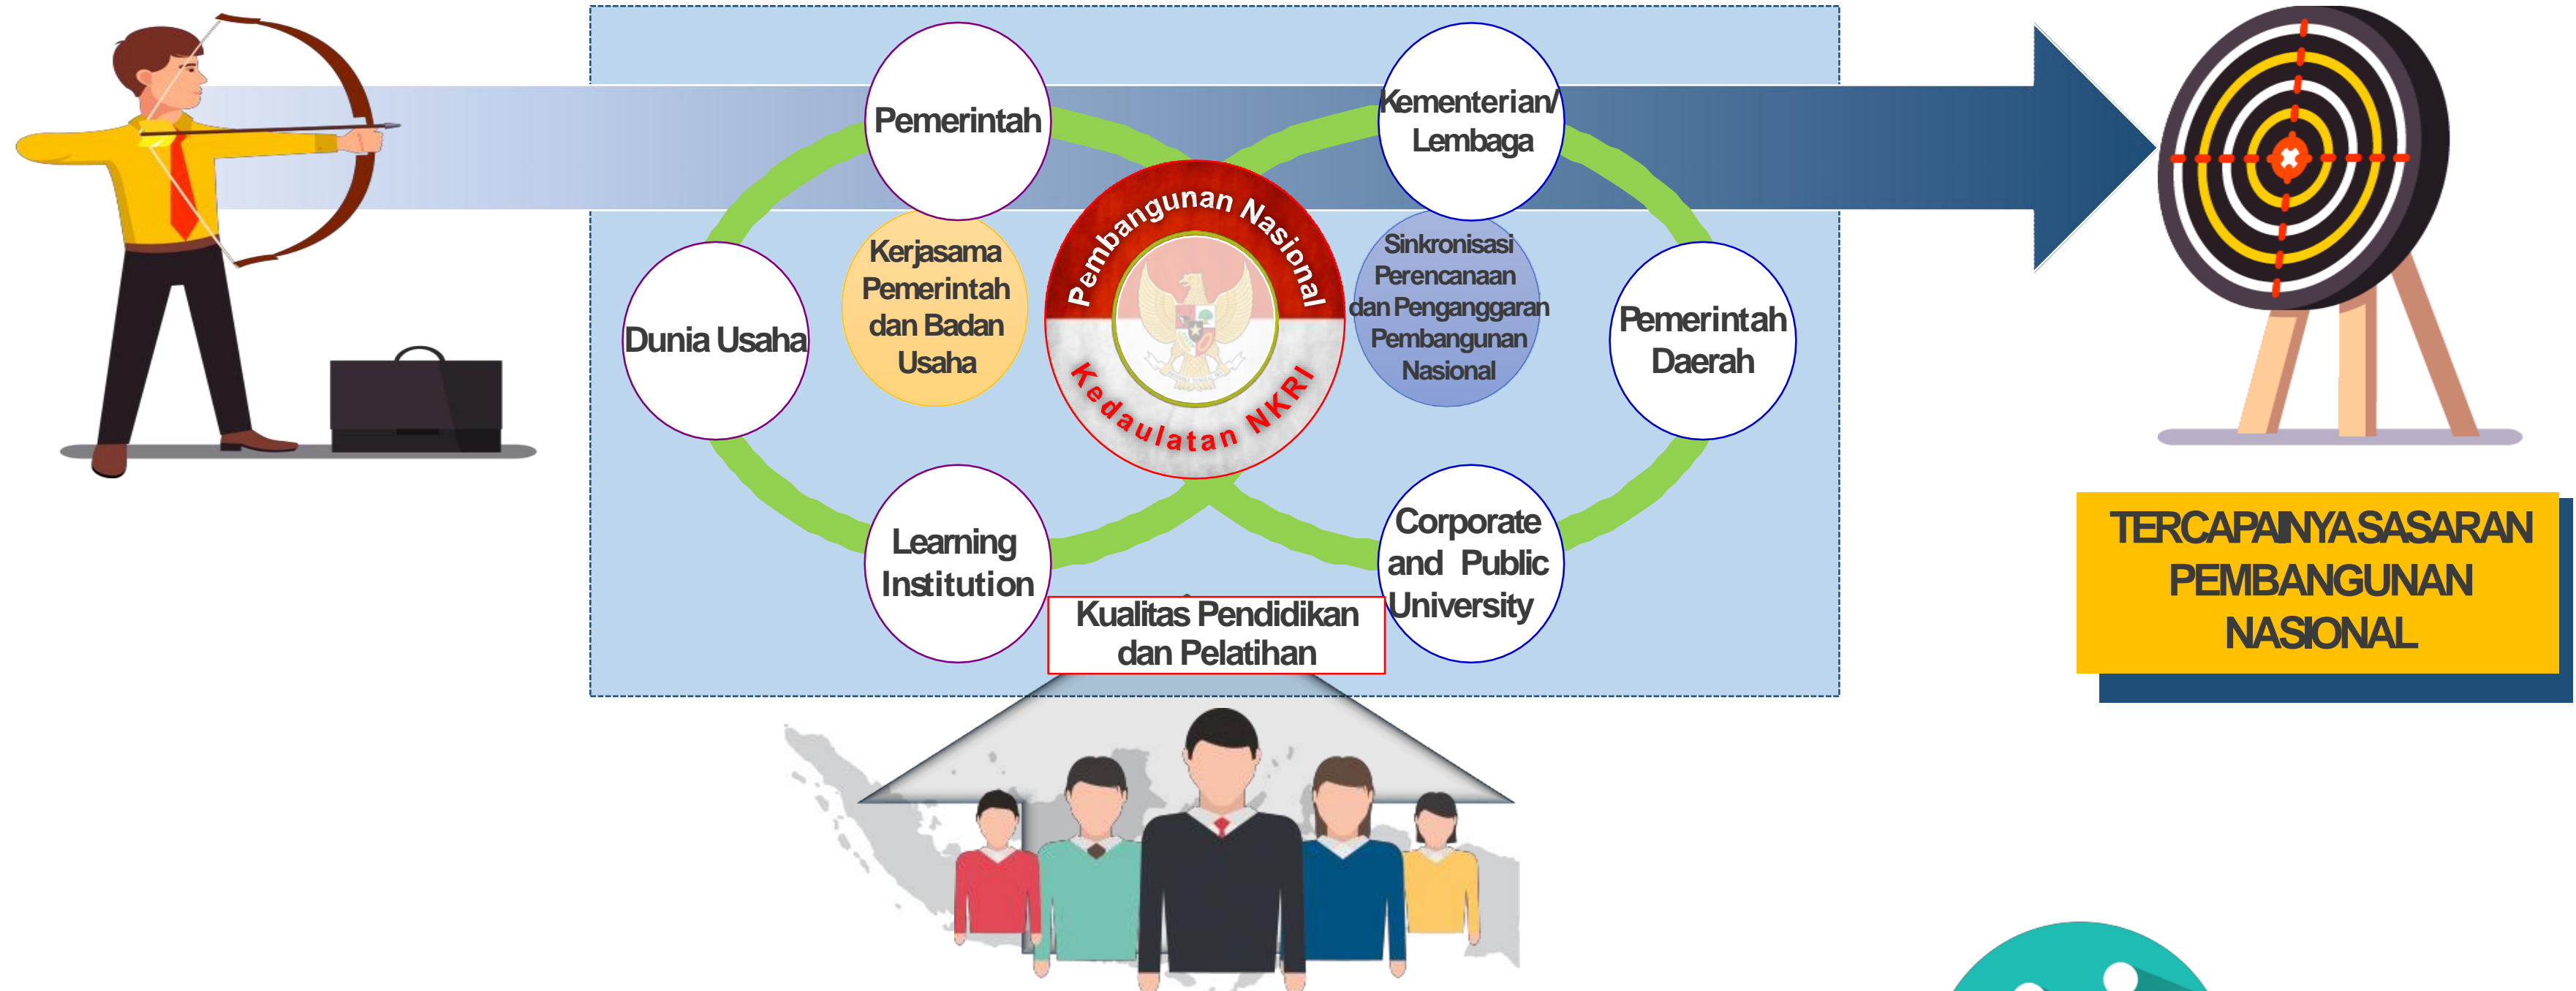 Pemerintah
Kementerian/
Lembaga
Pembangunan Nasional
Kedaulatan NKRI
Kerjasama
Pemerintah
dan Badan
Usaha
Sinkronisasi
Perencanaan
dan Penganggaran
Pembangunan
Nasional
Dunia Usaha
Pemerintah
Daerah
Learning
Institution
Corporate
and Public
University
Kualitas Pendidikan
dan Pelatihan
TERCAPAINYA SASARAN
PEMBANGUNAN
NASIONAL